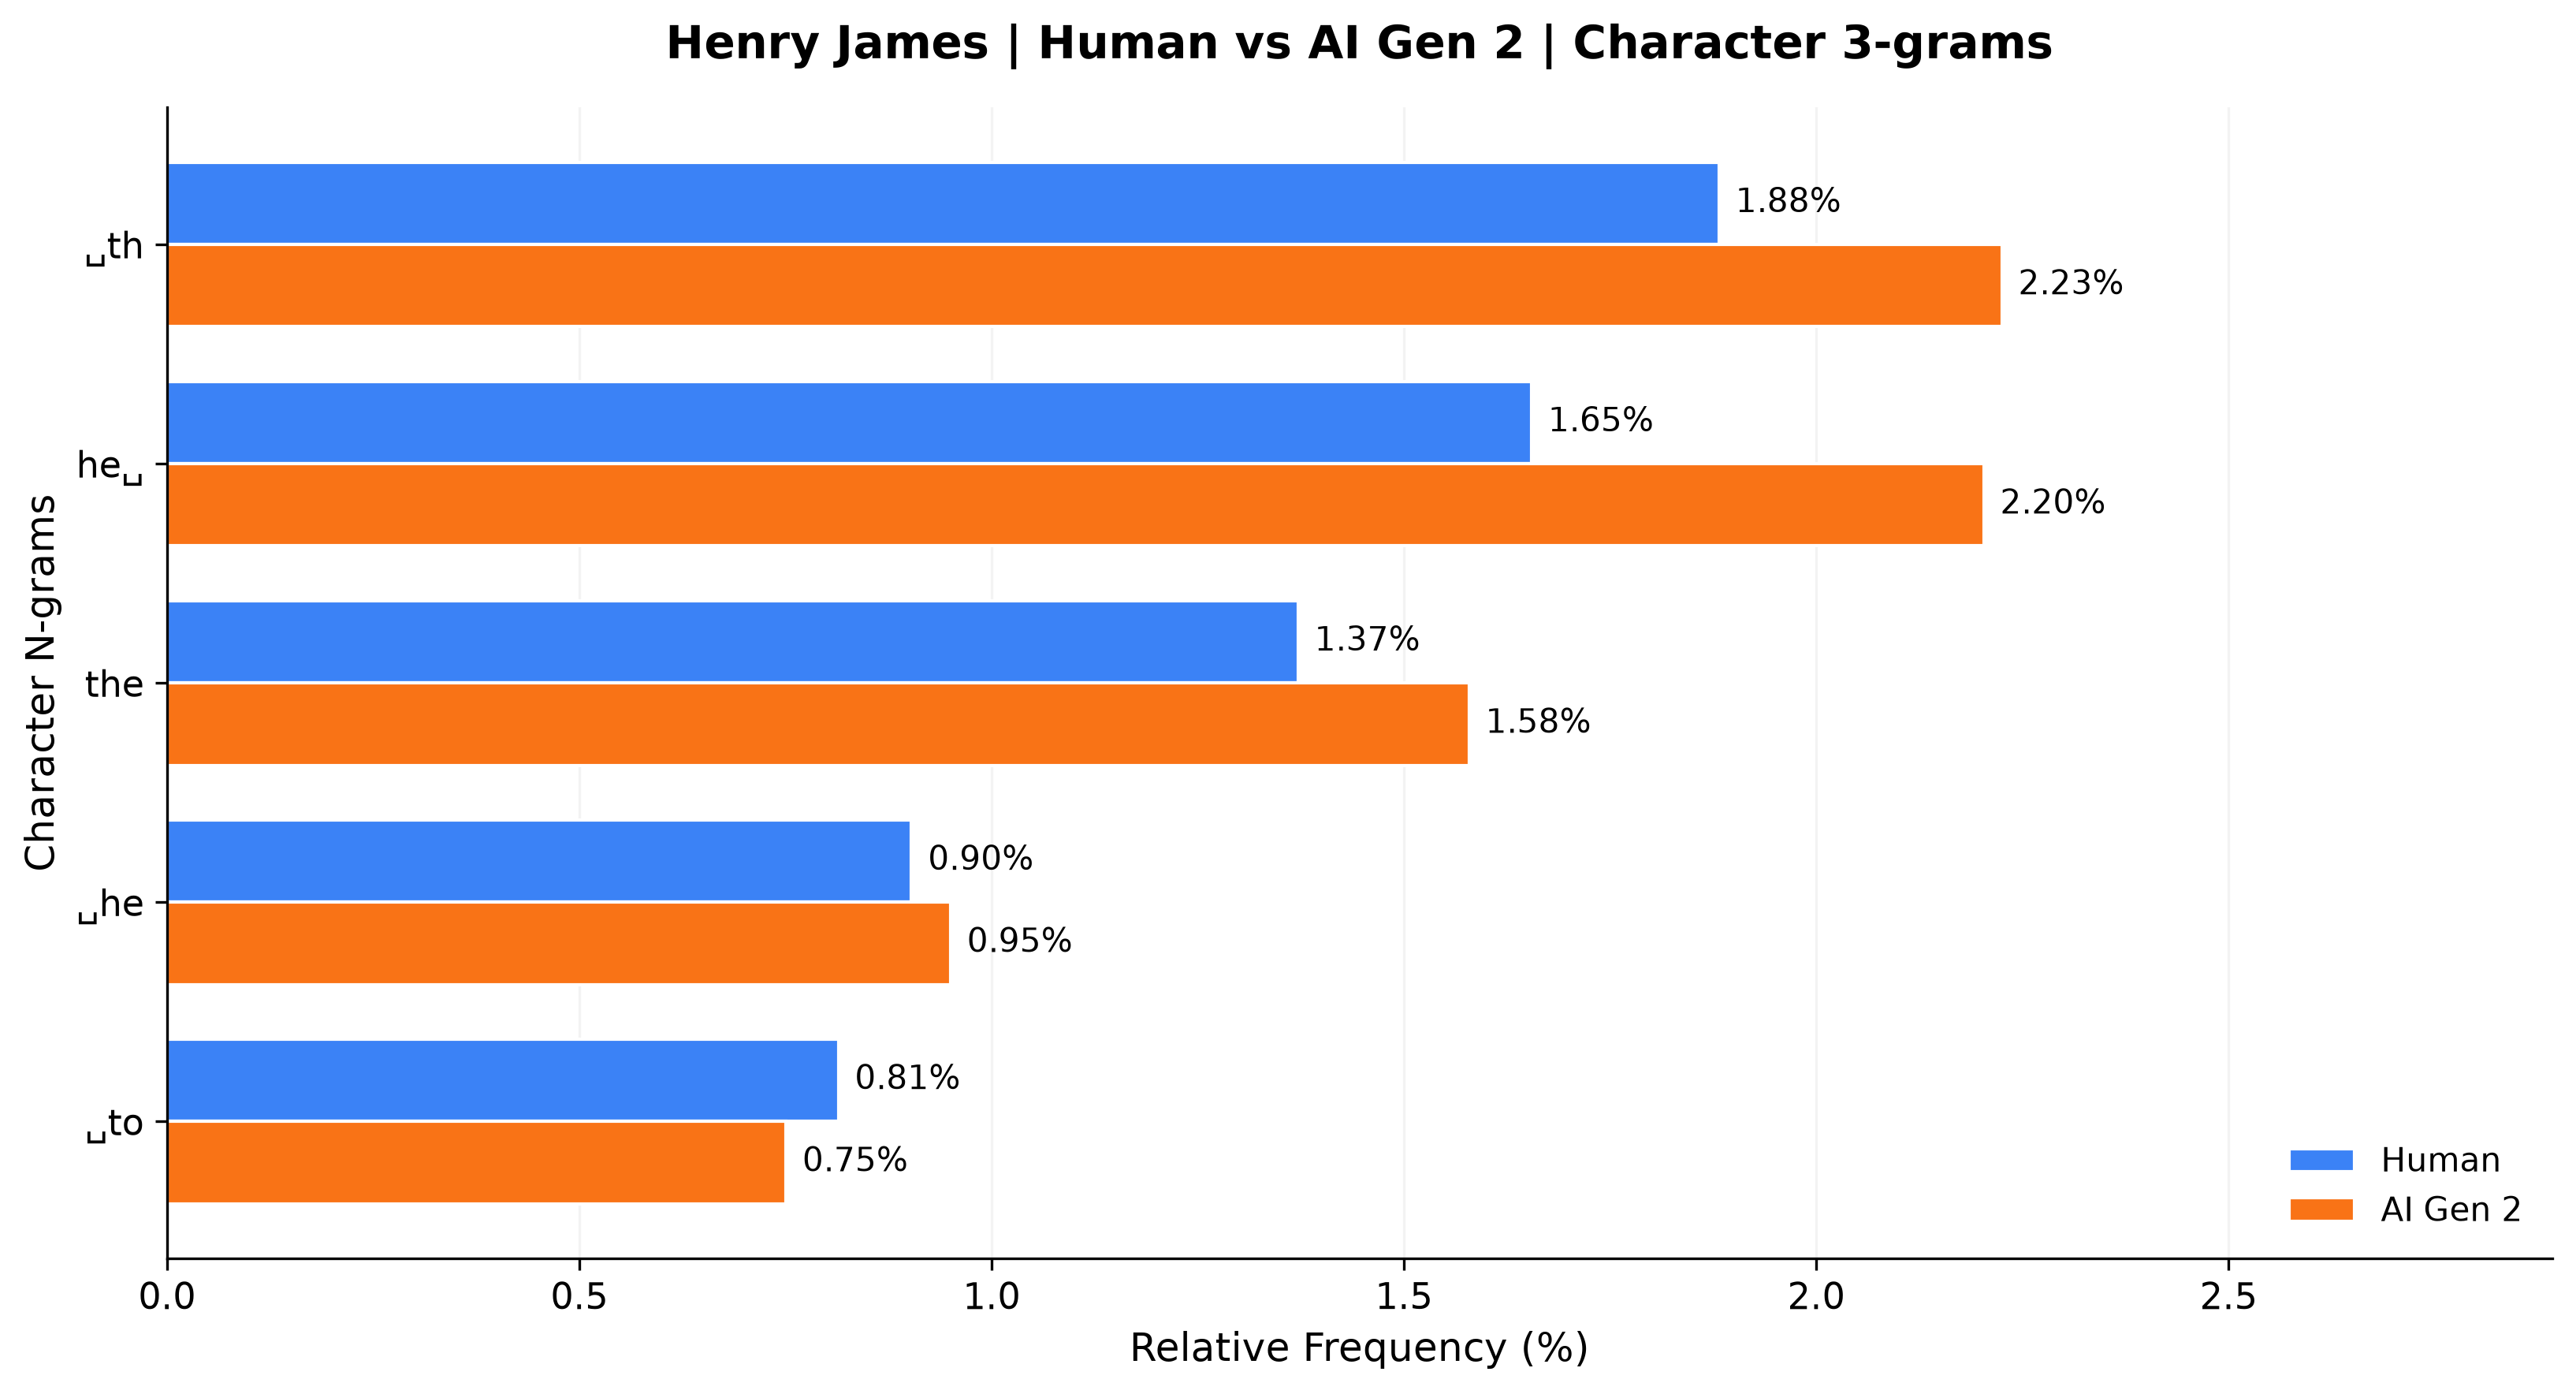 Henry James | Human vs AI Gen 2 | Character 3-grams
Character N-grams
␣th
1.88%
2.23%
he␣
1.65%
2.20%
the
1.37%
1.58%
␣he
0.90%
0.95%
␣to
0.81%
0.75%
Human
AI Gen 2
0.0 0.5 1.0 1.5 2.0 2.5
Relative Frequency (%)